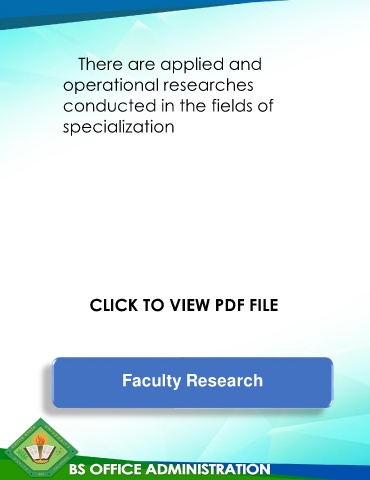 There are applied and
operational researches
conducted in the fields of
specialization
CLICK TO VIEW PDF FILE
Faculty Research
BS OFFICE ADMINISTRATION